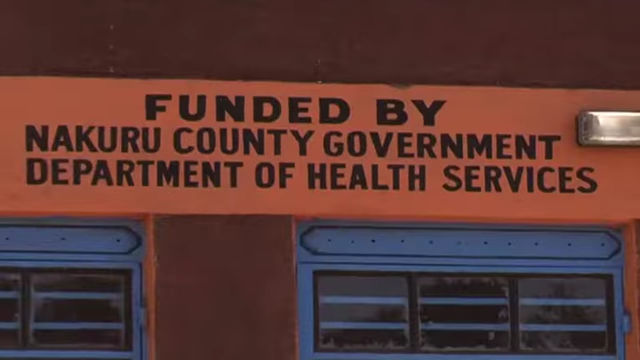 FUNDED BY
NAKURU COUNTY GOVERNMENT
DEPARTMENT OF HEALTH SERVICES